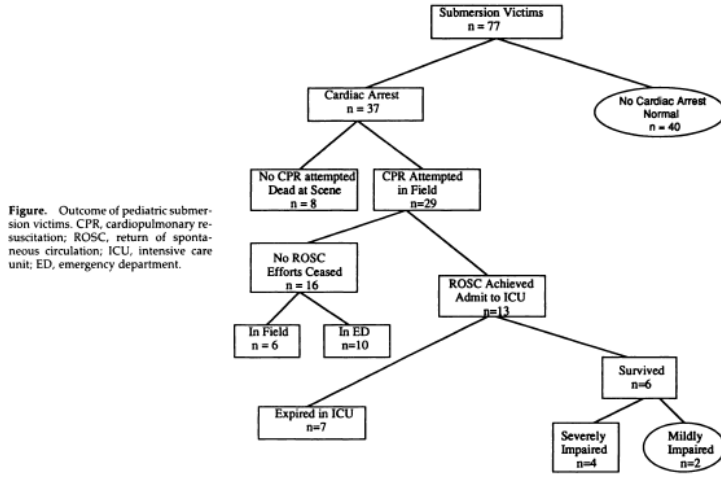 Submersion Victims
n = 77
Cardiac Arrest
n = 37
No Cardiac Arrest
Normal
n = 40
No CPR attempted
Dead at Scene
n = 8
CPR Attempted
in Field
n=29
Figure. Outcome of pediatric submer-
sion victims. CPR, cardiopulmonary re-
suscitation; ROSC, return of sponta-
neous circulation; ICU, intensive care
unit; ED, emergency department.
No ROSC
Efforts Ceased
n = 16
ROSC Achieved
Admit to ICU
n=13
In Field
n = 6
In ED
n=10
Survived
n=6
Expired in ICU
n=7
Severely
Impaired
n=4
Mildly
Impaired
n=2